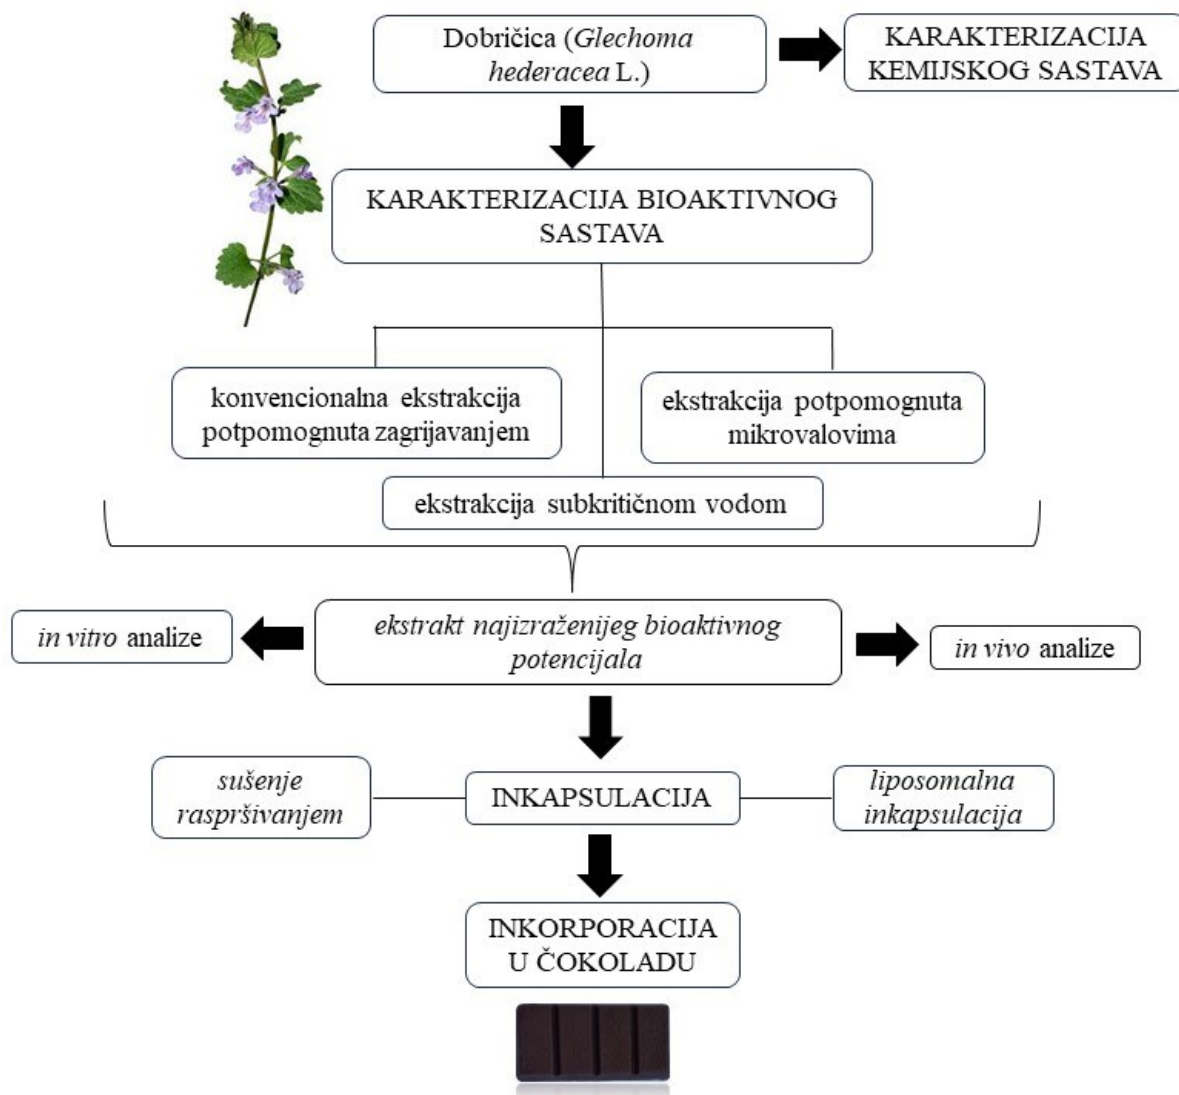 Dobričica (Glechoma
hederacea L.)
KARAKTERIZACIJA
KEMIJSKOG SASTAVA
KARAKTERIZACIJA BIOAKTIVNOG
SASTAVA
konvencionalna ekstrakcija
potpomognuta zagrijavanjem
ekstrakcija potpomognuta
mikrovalovima
ekstrakcija subkritičnom vodom
in vitro analize
ekstrakt najizraženijeg bioaktivnog
potencijala
in vivo analize
sušenje
raspršivanjem
INKAPSULACIJA
liposomalna
inkapsulacija
INKORPORACIJA
U ČOKOLADU